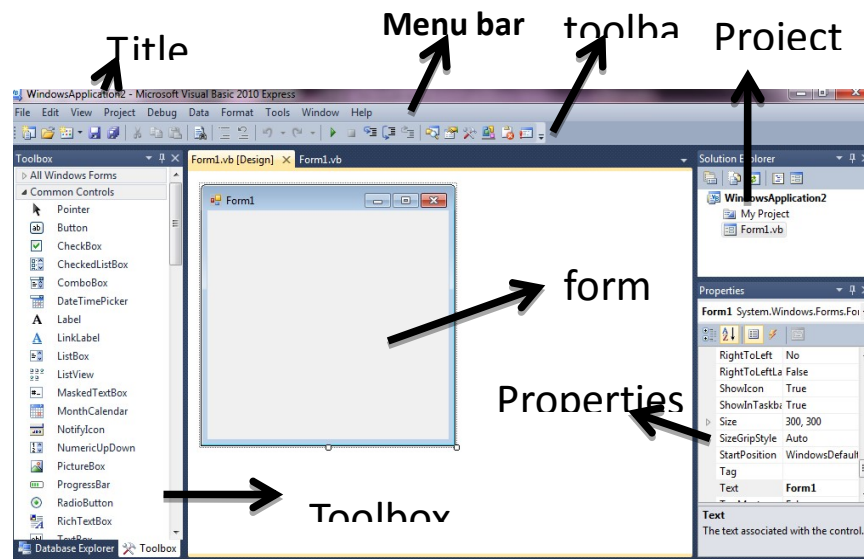 Title
Menu bar
toolba
Project
WindowsApplication2 - Microsoft Visual Basic 2010 Express
File Edit View Project Debug Data Format Tools Window Help
Toolbox
All Windows Forms
Common Controls
Pointer
Button
CheckBox
CheckedListBox
ComboBox
DateTimePicker
Label
LinkLabel
ListBox
ListView
MaskedTextBox
MonthCalendar
NotifyIcon
NumericUpDown
PictureBox
ProgressBar
RadioButton
RichTextBox
TextBox
Database Explorer Toolbox
Form1.vb [Design] Form1.vb
Form1
form
Properties
Toolbox
Solution Explorer
WindowsApplication2
My Project
Form1.vb
Properties
Form1 System.Windows.Forms.For
RightToLeft No
RightToLeftLa False
ShowIcon True
ShowInTaskba True
Size 300, 300
SizeGripStyle Auto
StartPosition WindowsDefault
Tag
Text Form1
Text
The text associated with the control.